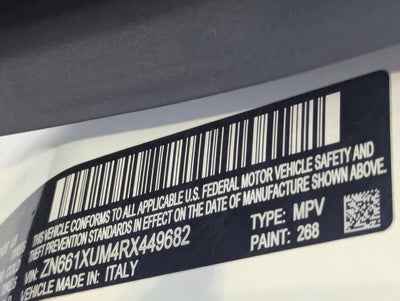 THIS VEHICLE CONFORMS TO ALL APPLICABLE U.S. FEDERAL MOTOR VEHICLE SAFETY AND
THEFT PREVENTION STANDARDS IN EFFECT ON THE DATE OF MANUFACTURE SHOWN ABOVE.
VIN: ZN661XUM4RX449682
TYPE: MPV
MADE IN: ITALY
PAINT: 268